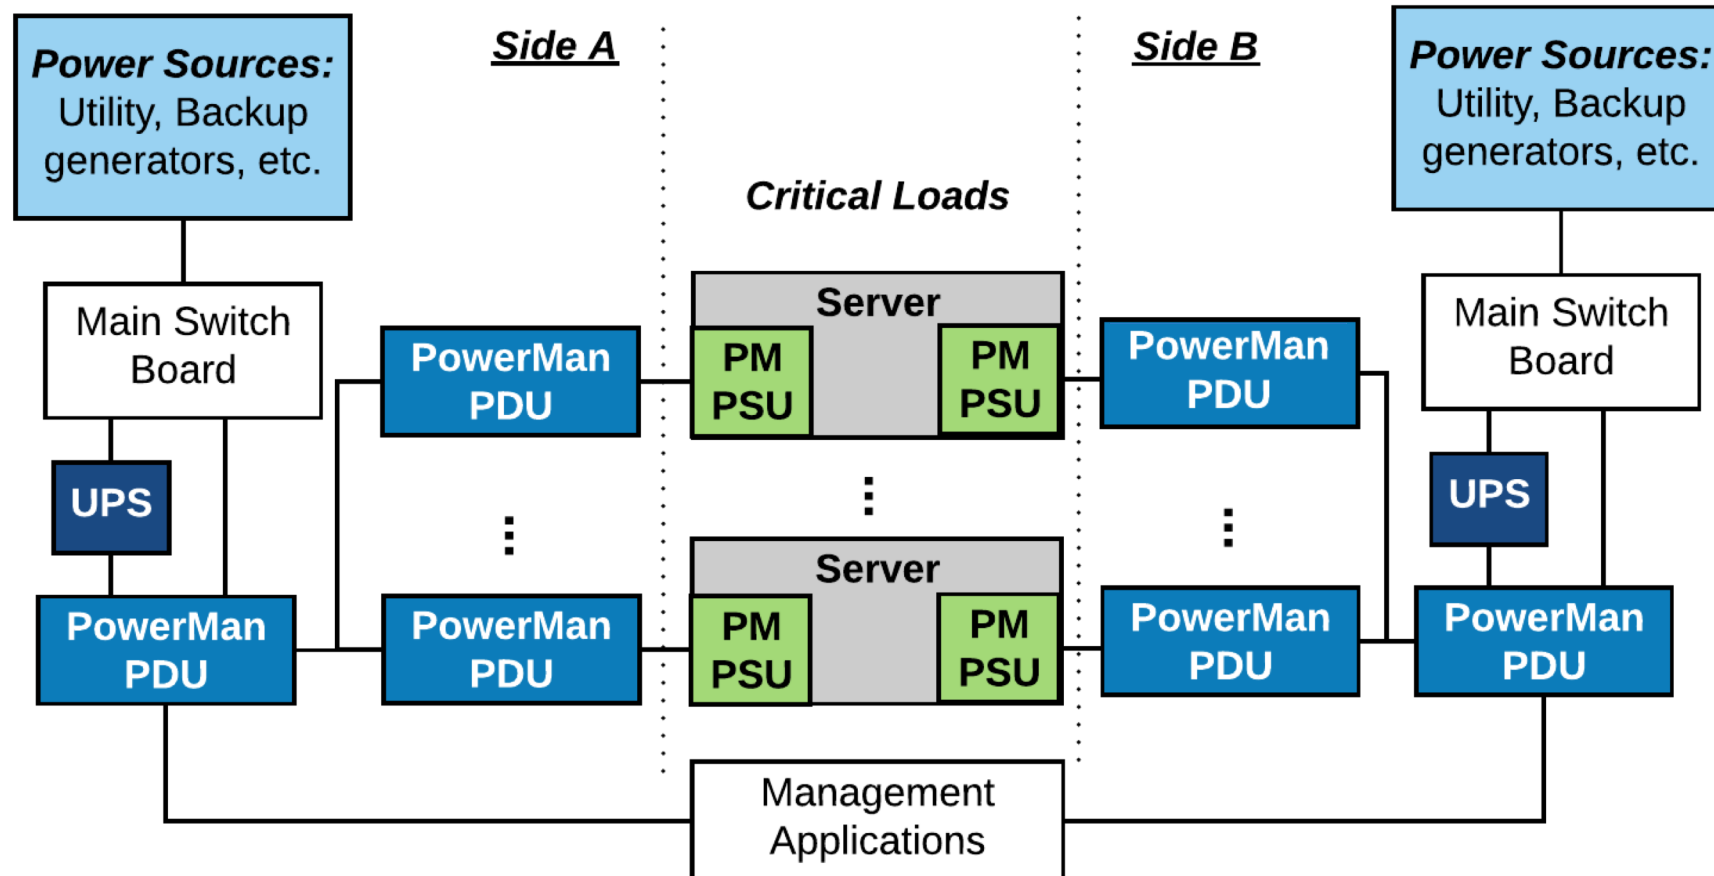 Power Sources:
Utility, Backup
generators, etc.
Side A
Side B
Power Sources:
Utility, Backup
generators, etc.
Critical Loads
Main Switch
Board
PowerMan
PDU
Server
PM
PSU
PM
PSU
PowerMan
PDU
Main Switch
Board
UPS
UPS
PowerMan
PDU
PowerMan
PDU
Server
PM
PSU
PM
PSU
PowerMan
PDU
PowerMan
PDU
Management
Applications